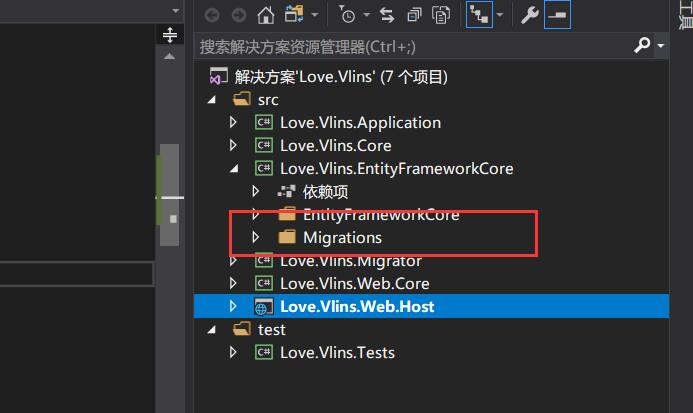 搜索解决方案资源管理器(Ctrl+;)
解决方案'Love.Vlins' (7 个项目)
src
Love.Vlins.Application
Love.Vlins.Core
Love.Vlins.EntityFrameworkCore
依赖项
EntityFrameworkCore
Migrations
Love.Vlins.Migrator
Love.Vlins.Web.Core
Love.Vlins.Web.Host
test
Love.Vlins.Tests
工具